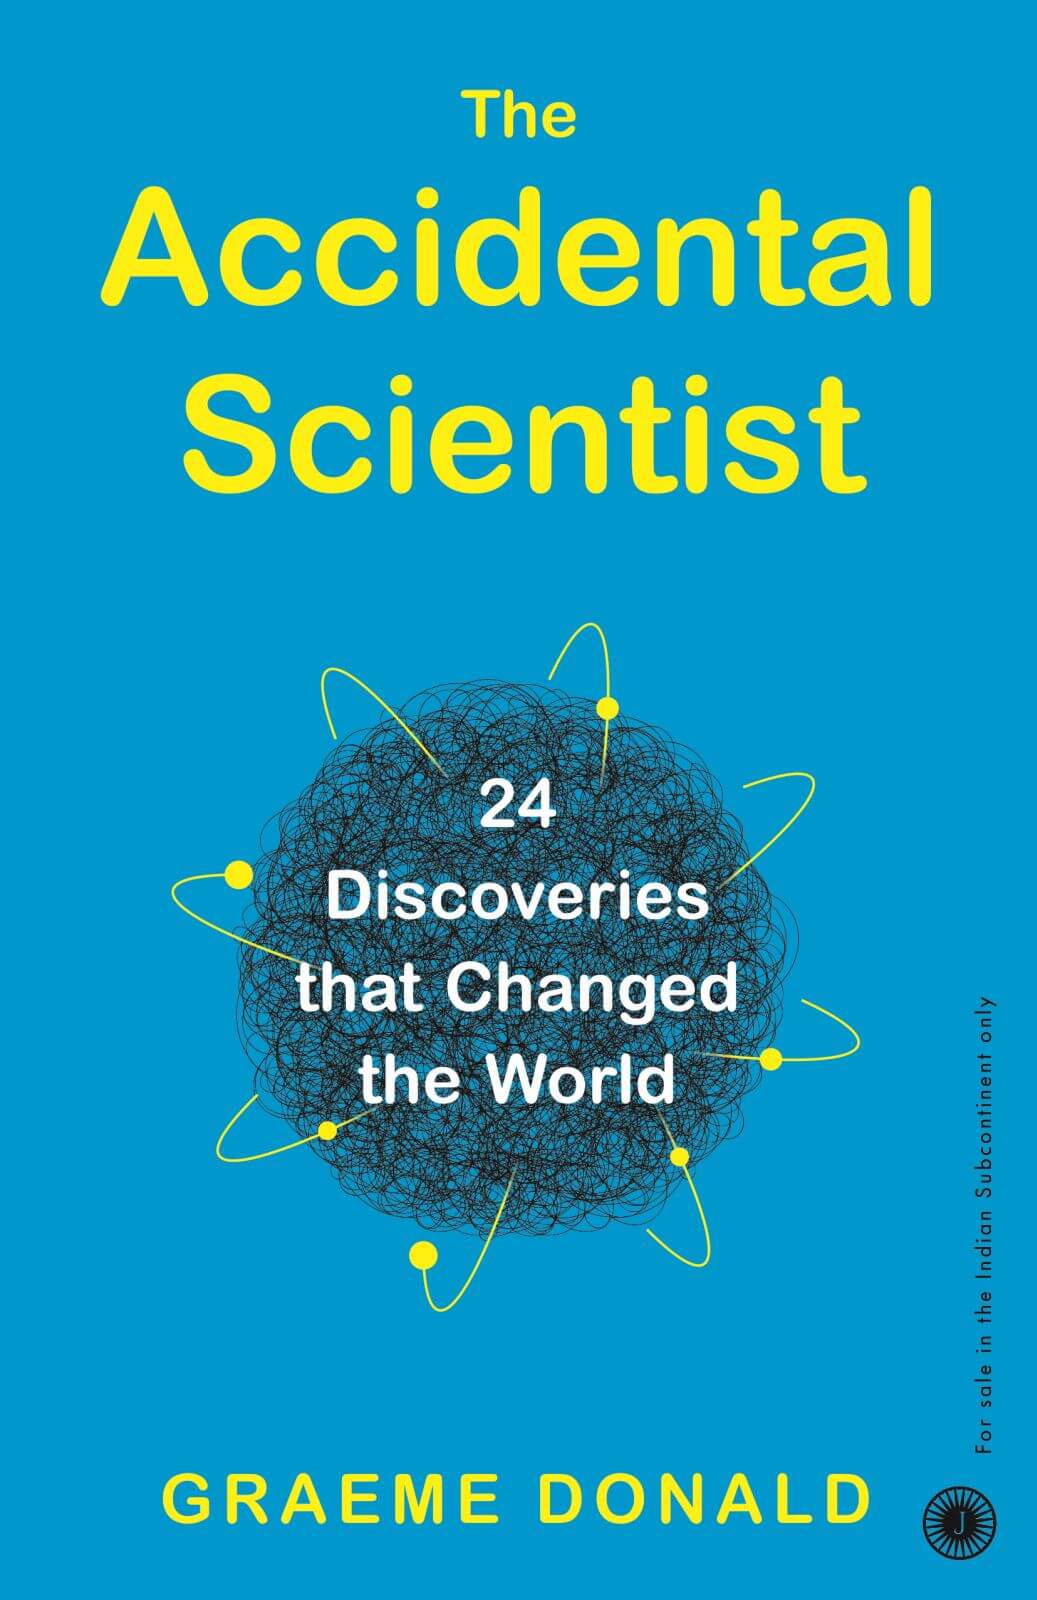 The
Accidental
Scientist
24
Discoveries
that Changed
the World
For sale in the Indian Subcontinent only
GRAEME DONALD
J